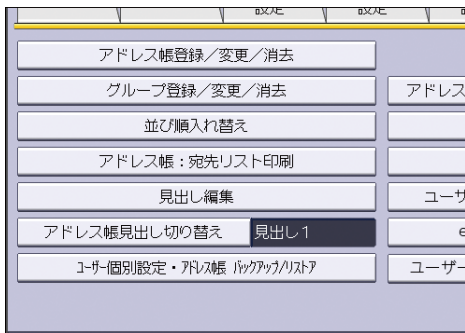 設定
設定
アドレス帳登録／変更／消去
グループ登録／変更／消去
アドレス
並び順入れ替え
アドレス帳：宛先リスト印刷
見出し編集
ユーザ
アドレス帳見出し切り替え 見出し1
e
ﾕｰｻﾞｰ個別設定・ｱﾄﾞﾚｽ帳 ﾊﾞｯｸｱｯﾌﾟ/ﾘｽﾄｱ
ユーザー